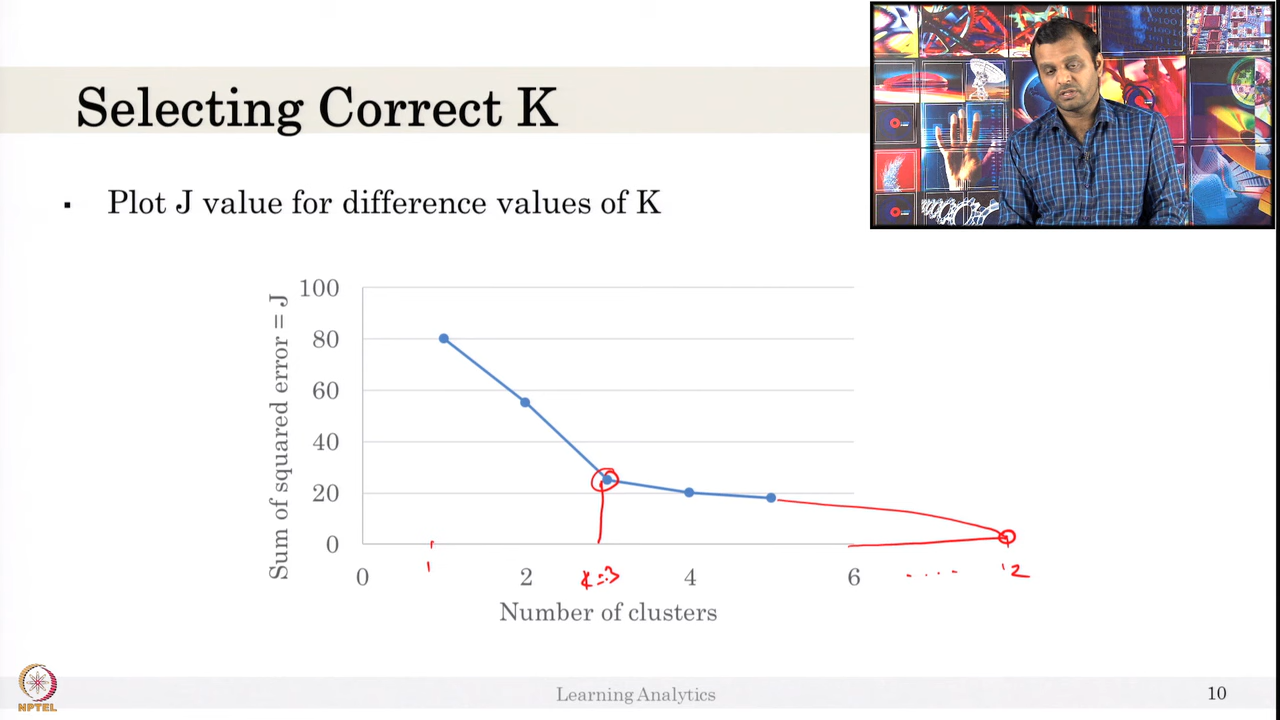 Selecting Correct K
▪ Plot J value for difference values of K
Sum of squared error = J
100
80
60
40
20
0
0 2 4 6
1 K=3 ..... 12
Number of clusters
NPTEL
Learning Analytics
10